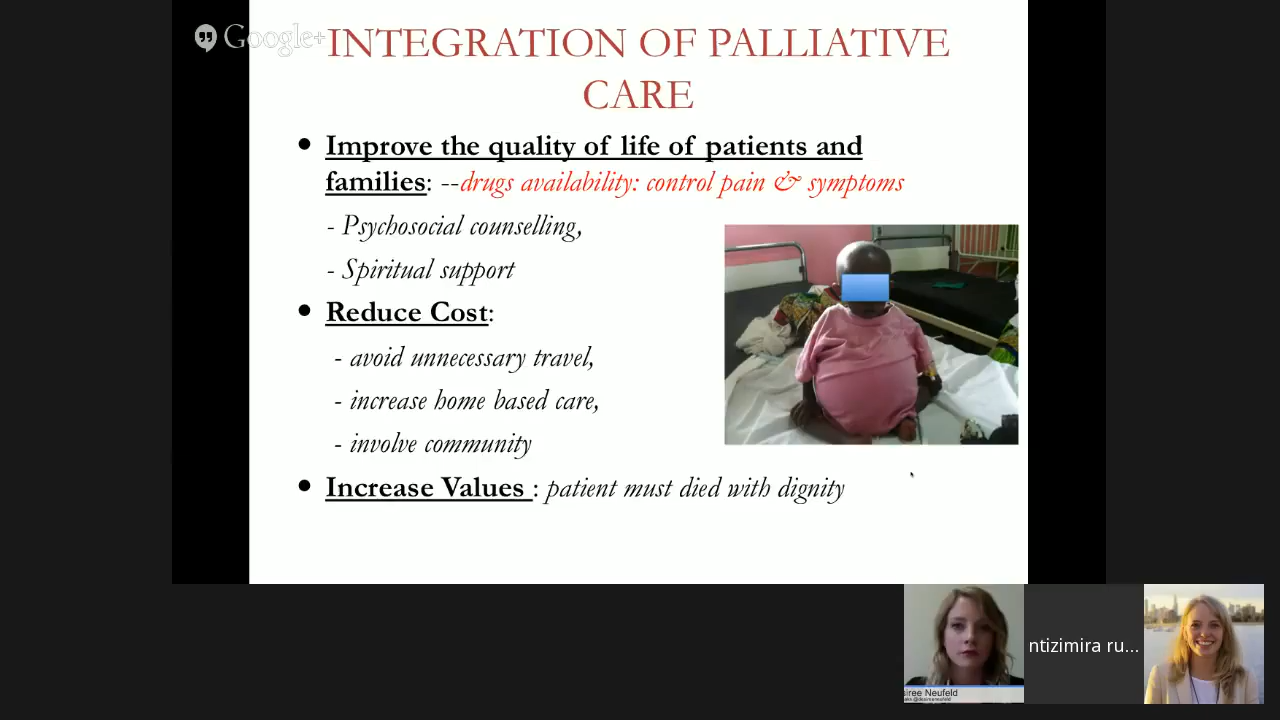 Google+
INTEGRATION OF PALLIATIVE
CARE
• Improve the quality of life of patients and
families: --drugs availability: control pain & symptoms
- Psychosocial counselling,
- Spiritual support
• Reduce Cost:
- avoid unnecessary travel,
- increase home based care,
- involve community
• Increase Values : patient must died with dignity
ntizimira ru...
siree Neufeld